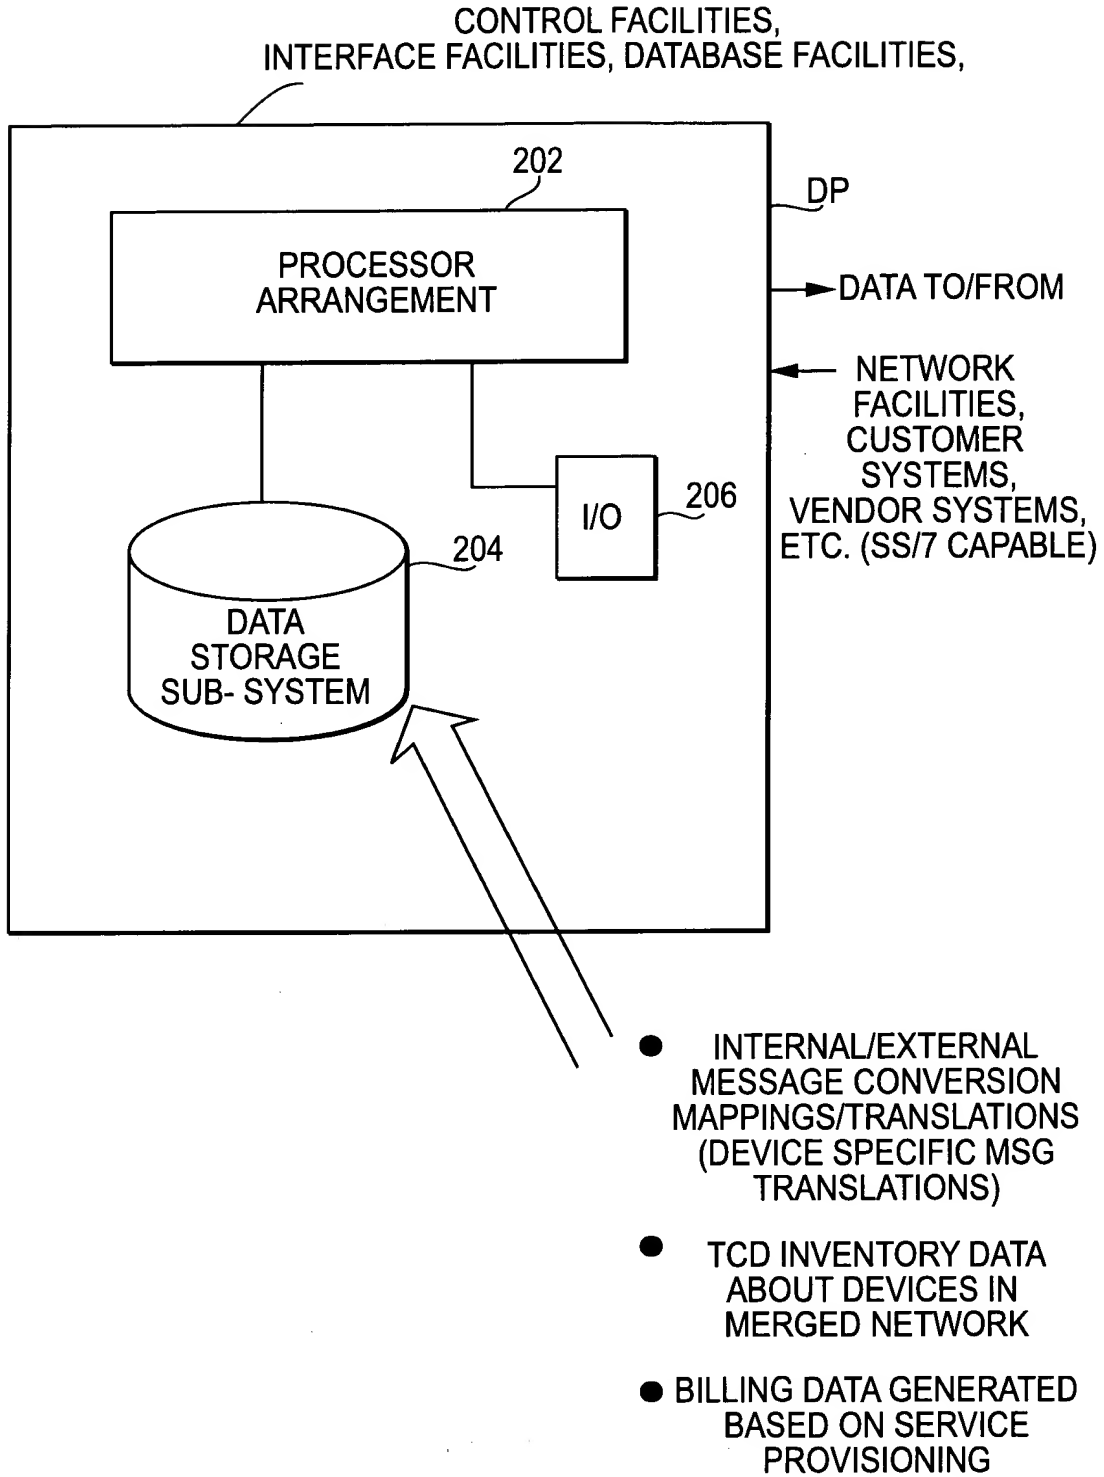 CONTROL FACILITIES,
INTERFACE FACILITIES, DATABASE FACILITIES,
202
DP
PROCESSOR
ARRANGEMENT
DATA TO/FROM
NETWORK
FACILITIES,
CUSTOMER
SYSTEMS,
VENDOR SYSTEMS,
ETC. (SS/7 CAPABLE)
I/O
206
204
DATA
STORAGE
SUB- SYSTEM
● INTERNAL/EXTERNAL
MESSAGE CONVERSION
MAPPINGS/TRANSLATIONS
(DEVICE SPECIFIC MSG
TRANSLATIONS)
● TCD INVENTORY DATA
ABOUT DEVICES IN
MERGED NETWORK
● BILLING DATA GENERATED
BASED ON SERVICE
PROVISIONING